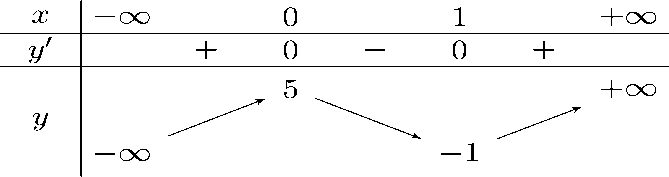 x −∞ 0 1 +∞
y′ + 0 − 0 +
5 +∞
y
−∞ −1